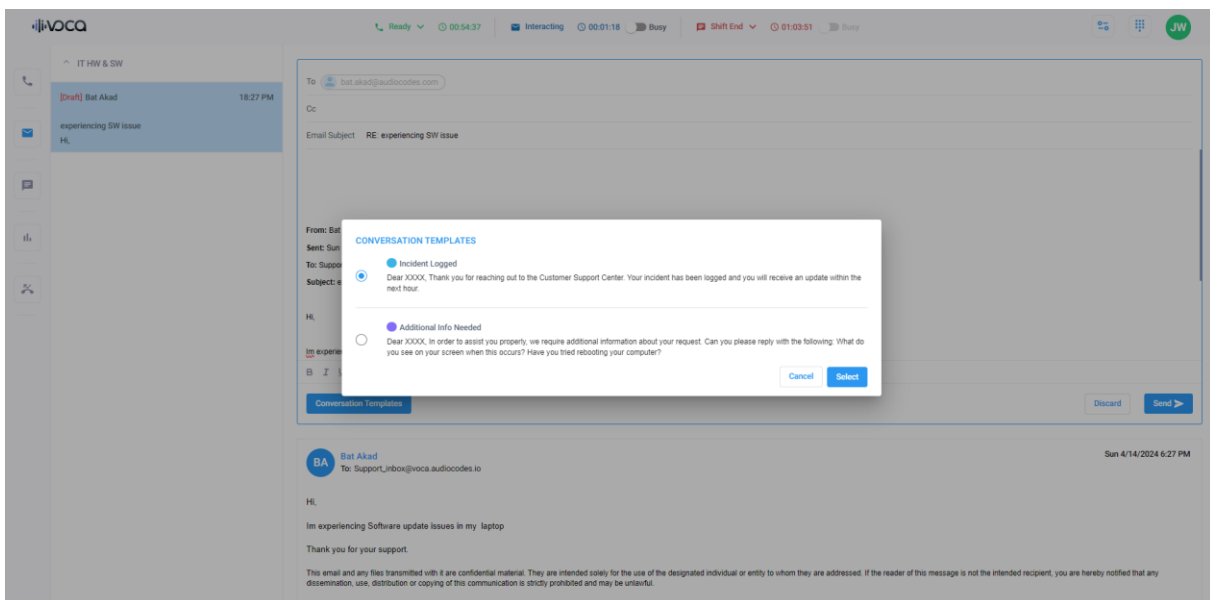 VOCA
Ready 00:54:37 Interacting 00:01:18 Busy Shift End 01:03:51 Busy JW
IT HW & SW
[Draft] Bat Akad 18:27 PM
experiencing SW issue
Hi,
To bat.akad@audiocodes.com
Cc
Email Subject RE: experiencing SW issue
From: Bat
Sent: Sun
To: Suppo
Subject: e
Hi,
Im experie
B I
CONVERSATION TEMPLATES
Incident Logged
Dear XXXX, Thank you for reaching out to the Customer Support Center. Your incident has been logged and you will receive an update within the
next hour.
Additional Info Needed
Dear XXXX, In order to assist you properly, we require additional information about your request. Can you please reply with the following: What do
you see on your screen when this occurs? Have you tried rebooting your computer?
Cancel Select
Conversation Templates Discard Send
BA Bat Akad Sun 4/14/2024 6:27 PM
To: Support_inbox@voca.audiocodes.io
Hi,
Im experiencing Software update issues in my laptop
Thank you for your support.
This email and any files transmitted with it are confidential material. They are intended solely for the use of the designated individual or entity to whom they are addressed. If the reader of this message is not the intended recipient, you are hereby notified that any
dissemination, use, distribution or copying of this communication is strictly prohibited and may be unlawful.